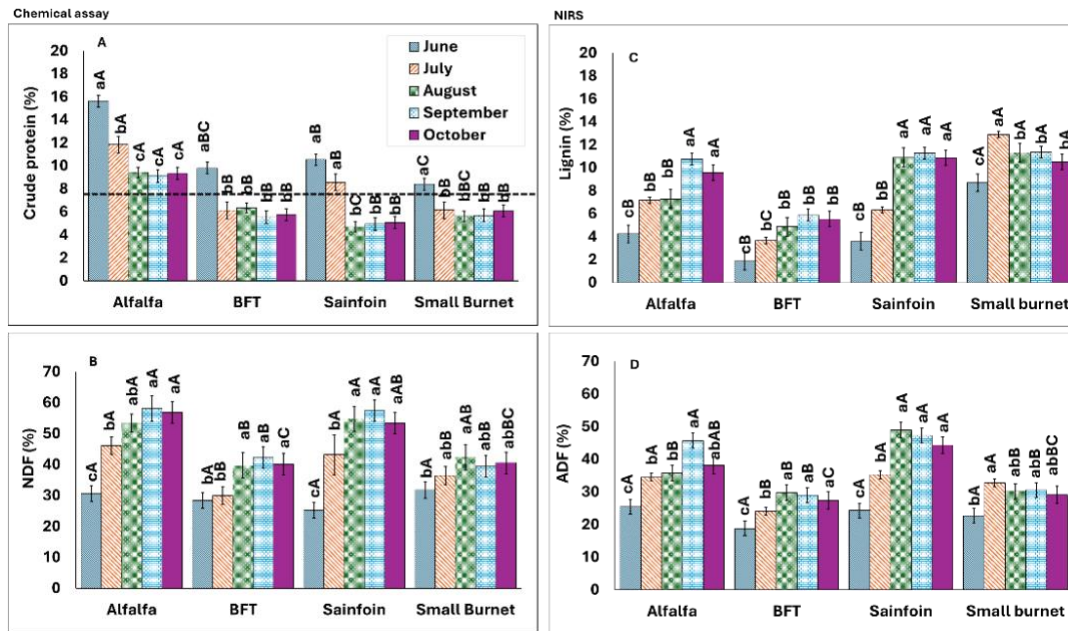 Chemical assay
NIRS
A
Crude protein (%)
20
18
16
14
12
10
8
6
4
2
0
aA
bA
cA
cA
cA
aBC
bB
bB
bB
bB
aB
aB
bC
bB
bB
aC
bB
bBC
bB
bB
June
July
August
September
October
Alfalfa
BFT
Sainfoin
Small Burnet
C
Lignin (%)
20
18
16
14
12
10
8
6
4
2
0
cB
bB
bB
aA
aA
cB
bC
bB
bB
bB
cB
bB
aA
aA
aA
cA
aA
bA
bA
bA
Alfalfa
BFT
Sainfoin
Small burnet
B
NDF (%)
70
60
50
40
30
20
10
0
cA
bA
abA
aA
aA
bA
bB
aB
aB
aC
cA
bA
aA
aA
aAB
bA
abB
aAB
abB
abBC
Alfalfa
BFT
Sainfoin
Small Burnet
D
ADF (%)
70
60
50
40
30
20
10
0
cA
bA
bB
aA
abAB
cA
bB
aB
aB
aC
cA
bA
aA
aA
aA
bA
aA
abB
abB
abBC
Alfalfa
BFT
Sainfoin
Small burnet